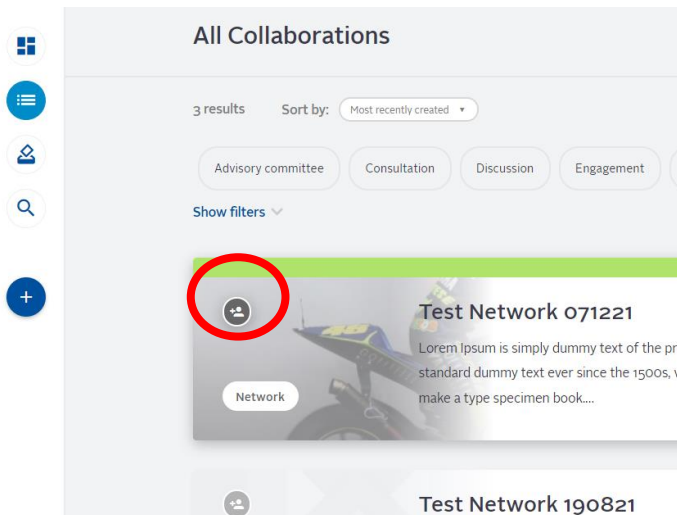 All Collaborations
3 results Sort by: Most recently created
Advisory committee Consultation Discussion Engagement
Show filters
Test Network 071221
Lorem Ipsum is simply dummy text of the pr
standard dummy text ever since the 1500s,
make a type specimen book....
Network
Test Network 190821